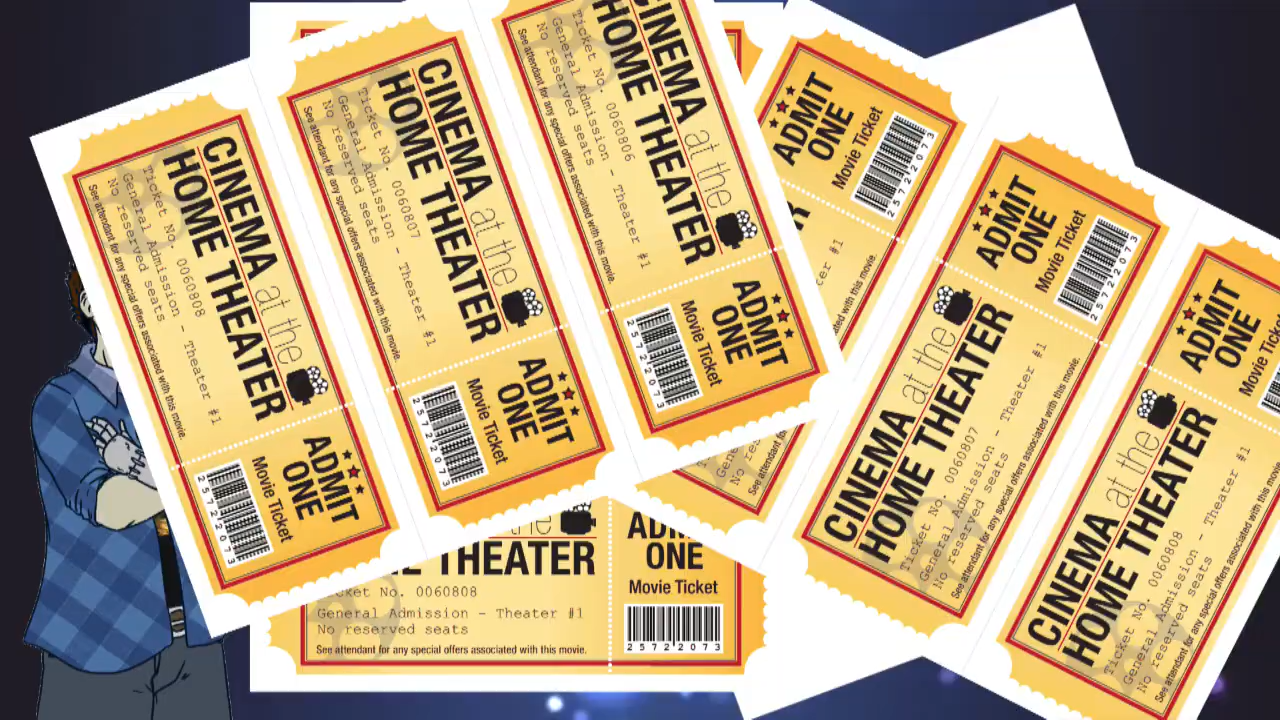 CINEMA at the
HOME THEATER
Ticket No. 0060808
General Admission - Theater #1
No reserved seats
See attendant for any special offers associated with this movie.
ADMIT
ONE
Movie Ticket
25722073
CINEMA at the
HOME THEATER
Ticket No. 0060807
General Admission - Theater #1
No reserved seats
See attendant for any special offers associated with this movie.
ADMIT
ONE
Movie Ticket
25722073
CINEMA at the
HOME THEATER
Ticket No. 0060806
General Admission - Theater #1
No reserved seats
See attendant for any special offers associated with this movie.
ADMIT
ONE
Movie Ticket
25722073
ADMIT
ONE
Movie Ticket
25722073
#1
this movie.
No res
See attendant for
CINEMA at the
HOME THEATER
Ticket No. 0060807
General Admission - Theater #1
No reserved seats
See attendant for any special offers associated with this movie.
ADMIT
ONE
Movie Ticket
25722073
CINEMA at the
HOME THEATER
Ticket No. 0060808
General Admission - Theater #1
No reserved seats
See attendant for any special offers associated with this movie.
ADMIT
ONE
Movie Ticket
the
THEATER
Ticket No. 0060808
General Admission - Theater #1
No reserved seats
See attendant for any special offers associated with this movie.
ADMIT
ONE
Movie Ticket
25722073